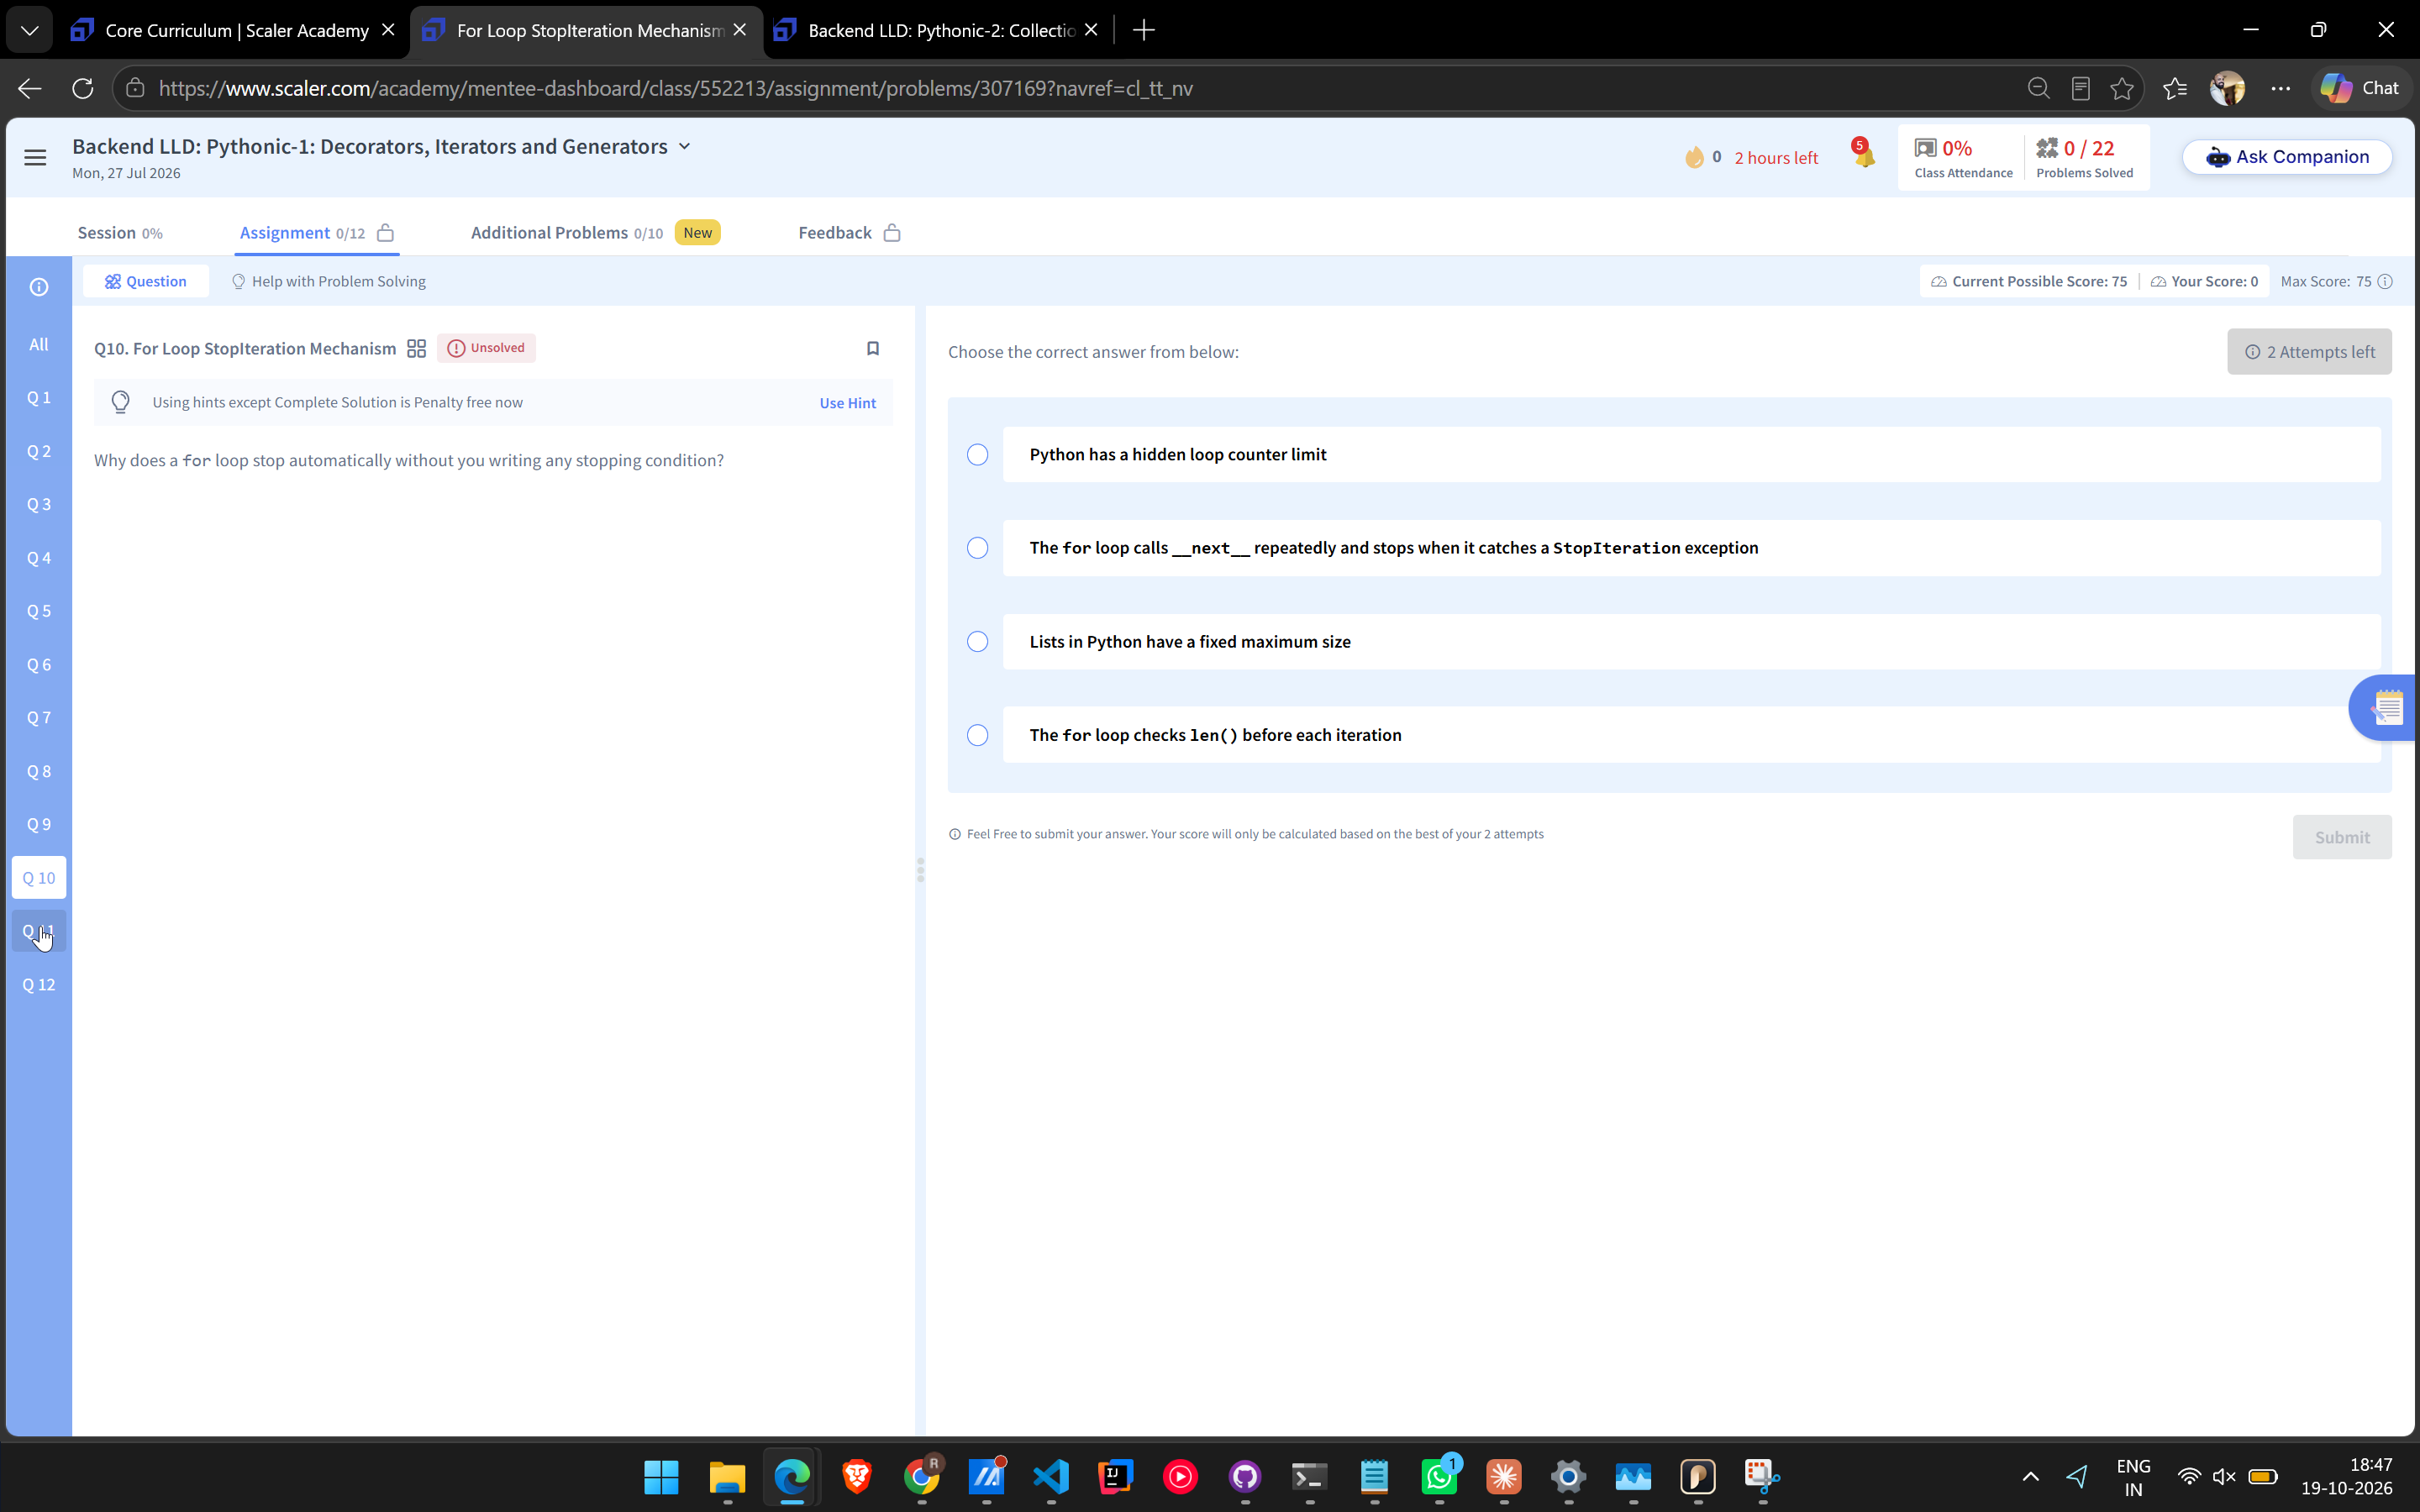 Core Curriculum | Scaler Academy
For Loop StopIteration Mechanism
Backend LLD: Pythonic-2: Collectio
https://www.scaler.com/academy/mentee-dashboard/class/552213/assignment/problems/307169?navref=cl_tt_nv
Chat
Backend LLD: Pythonic-1: Decorators, Iterators and Generators
Mon, 27 Jul 2026
0
2 hours left
5
0%
Class Attendance
0 / 22
Problems Solved
Ask Companion
Session 0%
Assignment 0/12
Additional Problems 0/10
New
Feedback
Question
Help with Problem Solving
Current Possible Score: 75
Your Score: 0
Max Score: 75
All
Q 1
Q 2
Q 3
Q 4
Q 5
Q 6
Q 7
Q 8
Q 9
Q 10
Q 11
Q 12
Q10. For Loop StopIteration Mechanism
Unsolved
Using hints except Complete Solution is Penalty free now
Use Hint
Why does a for loop stop automatically without you writing any stopping condition?
Choose the correct answer from below:
2 Attempts left
Python has a hidden loop counter limit
The for loop calls __next__ repeatedly and stops when it catches a StopIteration exception
Lists in Python have a fixed maximum size
The for loop checks len() before each iteration
Feel Free to submit your answer. Your score will only be calculated based on the best of your 2 attempts
Submit
R
IJ
1
ENG
IN
18:47
19-10-2026